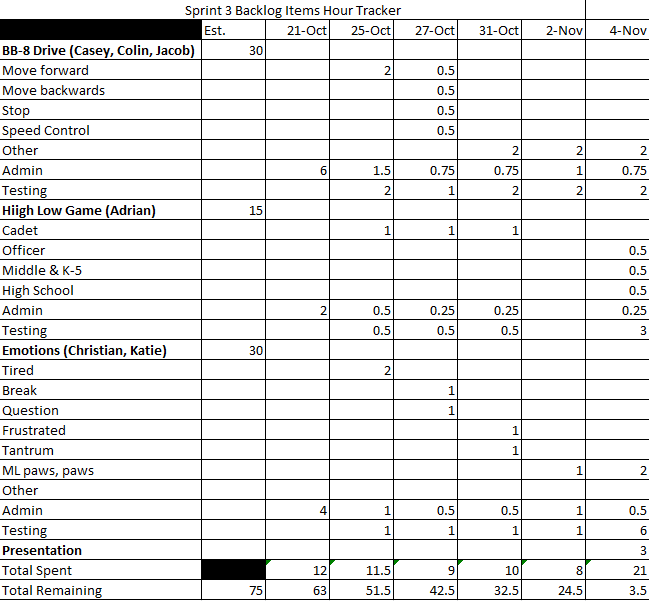 Sprint 3 Backlog Items Hour Tracker
Est. 21-Oct 25-Oct 27-Oct 31-Oct 2-Nov 4-Nov
BB-8 Drive (Casey, Colin, Jacob) 30
Move forward 2 0.5
Move backwards 0.5
Stop 0.5
Speed Control 0.5
Other 2 2 2
Admin 6 1.5 0.75 0.75 1 0.75
Testing 2 1 2 2 2
Hiigh Low Game (Adrian) 15
Cadet 1 1 1
Officer 0.5
Middle & K-5 0.5
High School 0.5
Admin 2 0.5 0.25 0.25 0.25
Testing 0.5 0.5 0.5 3
Emotions (Christian, Katie) 30
Tired 2
Break 1
Question 1
Frustrated 1
Tantrum 1
ML paws, paws 1 2
Other
Admin 4 1 0.5 0.5 1 0.5
Testing 1 1 1 1 6
Presentation 3
Total Spent 12 11.5 9 10 8 21
Total Remaining 75 63 51.5 42.5 32.5 24.5 3.5